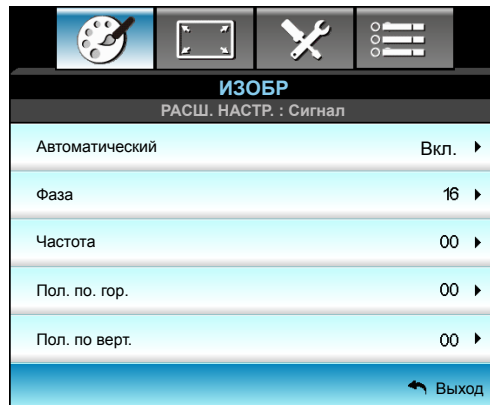 ИЗОБР
РАСШ. НАСТР. : Сигнал
Автоматический Вкл.
Фаза 16
Частота 00
Пол. по. гор. 00
Пол. по верт. 00
Выход